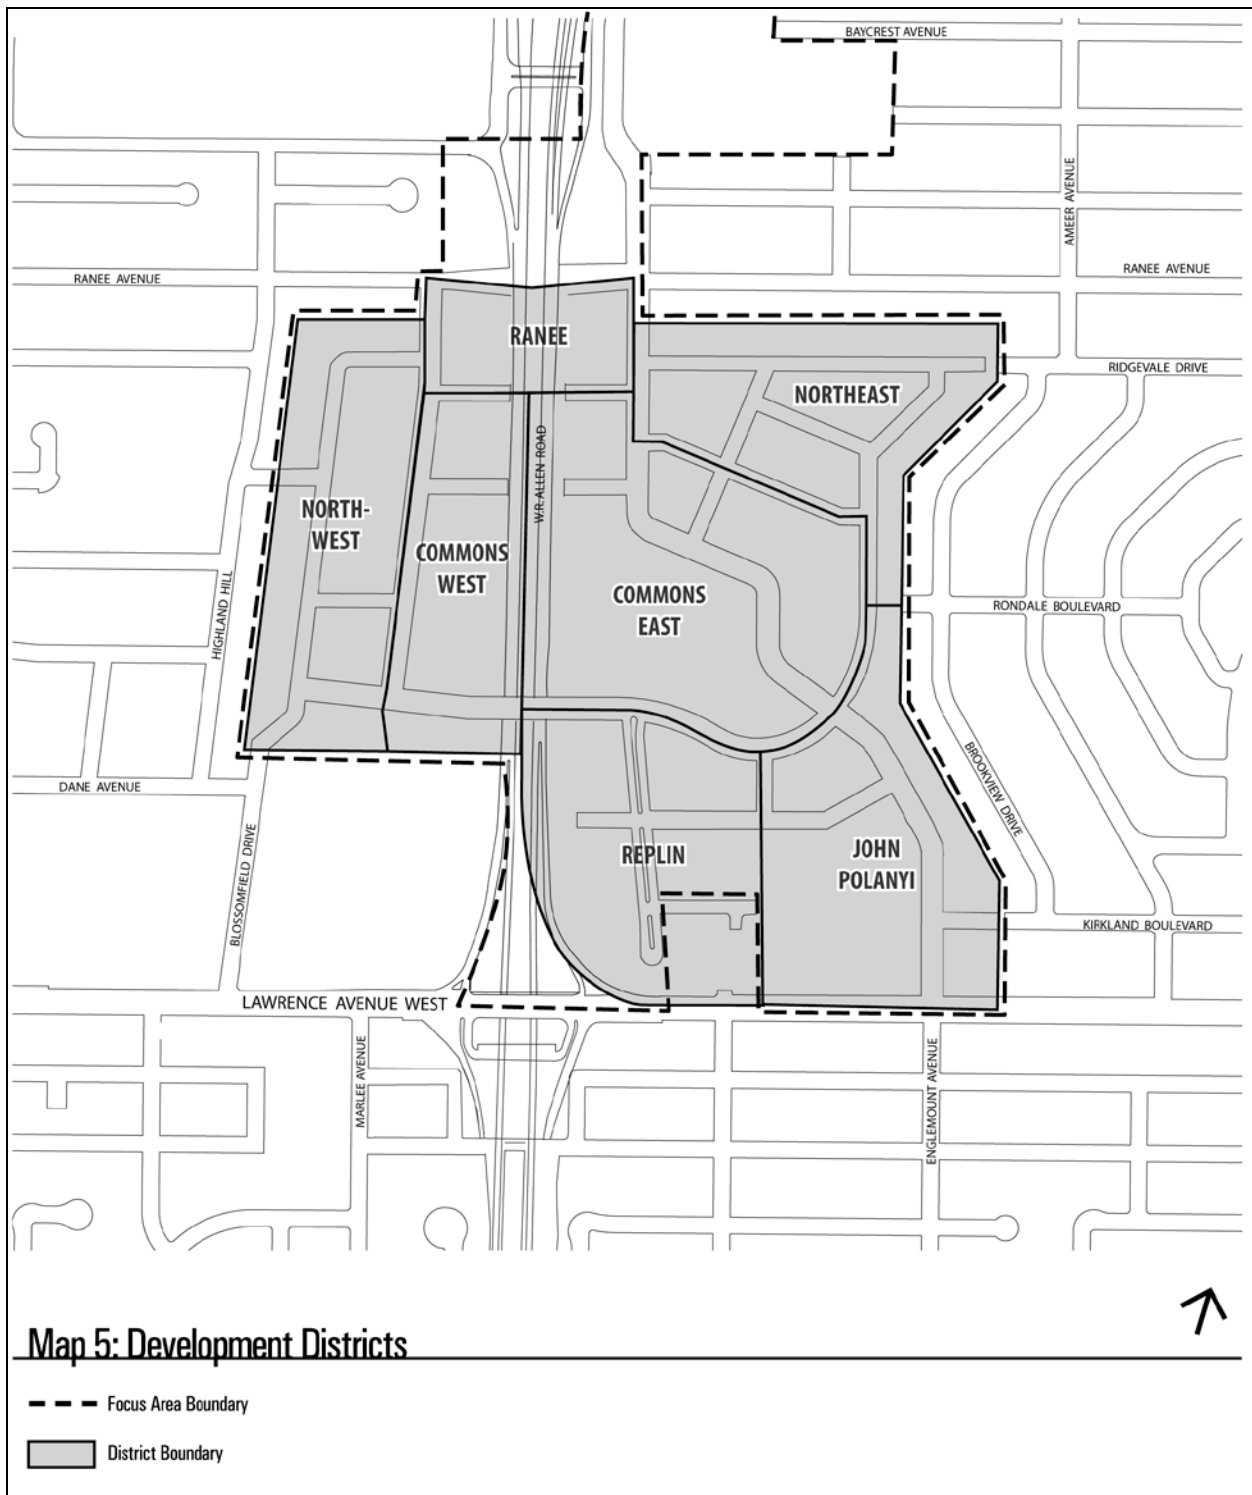 BAYCREST AVENUE
AMEER AVENUE
RANEE AVENUE
RANEE AVENUE
RANEE
RIDGEVALE DRIVE
NORTHEAST
W.R. ALLEN ROAD
NORTH-
WEST
COMMONS
WEST
COMMONS
EAST
HIGHLAND HILL
RONDALE BOULEVARD
BROOKVIEW DRIVE
DANE AVENUE
BLOSSOMFIELD DRIVE
REPLIN
JOHN
POLANYI
KIRKLAND BOULEVARD
LAWRENCE AVENUE WEST
MARLEE AVENUE
ENGLEMOUNT AVENUE
Map 5: Development Districts
Focus Area Boundary
District Boundary